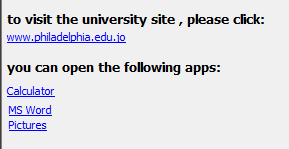 to visit the university site , please click:
www.philadelphia.edu.jo
you can open the following apps:
Calculator
MS Word
Pictures